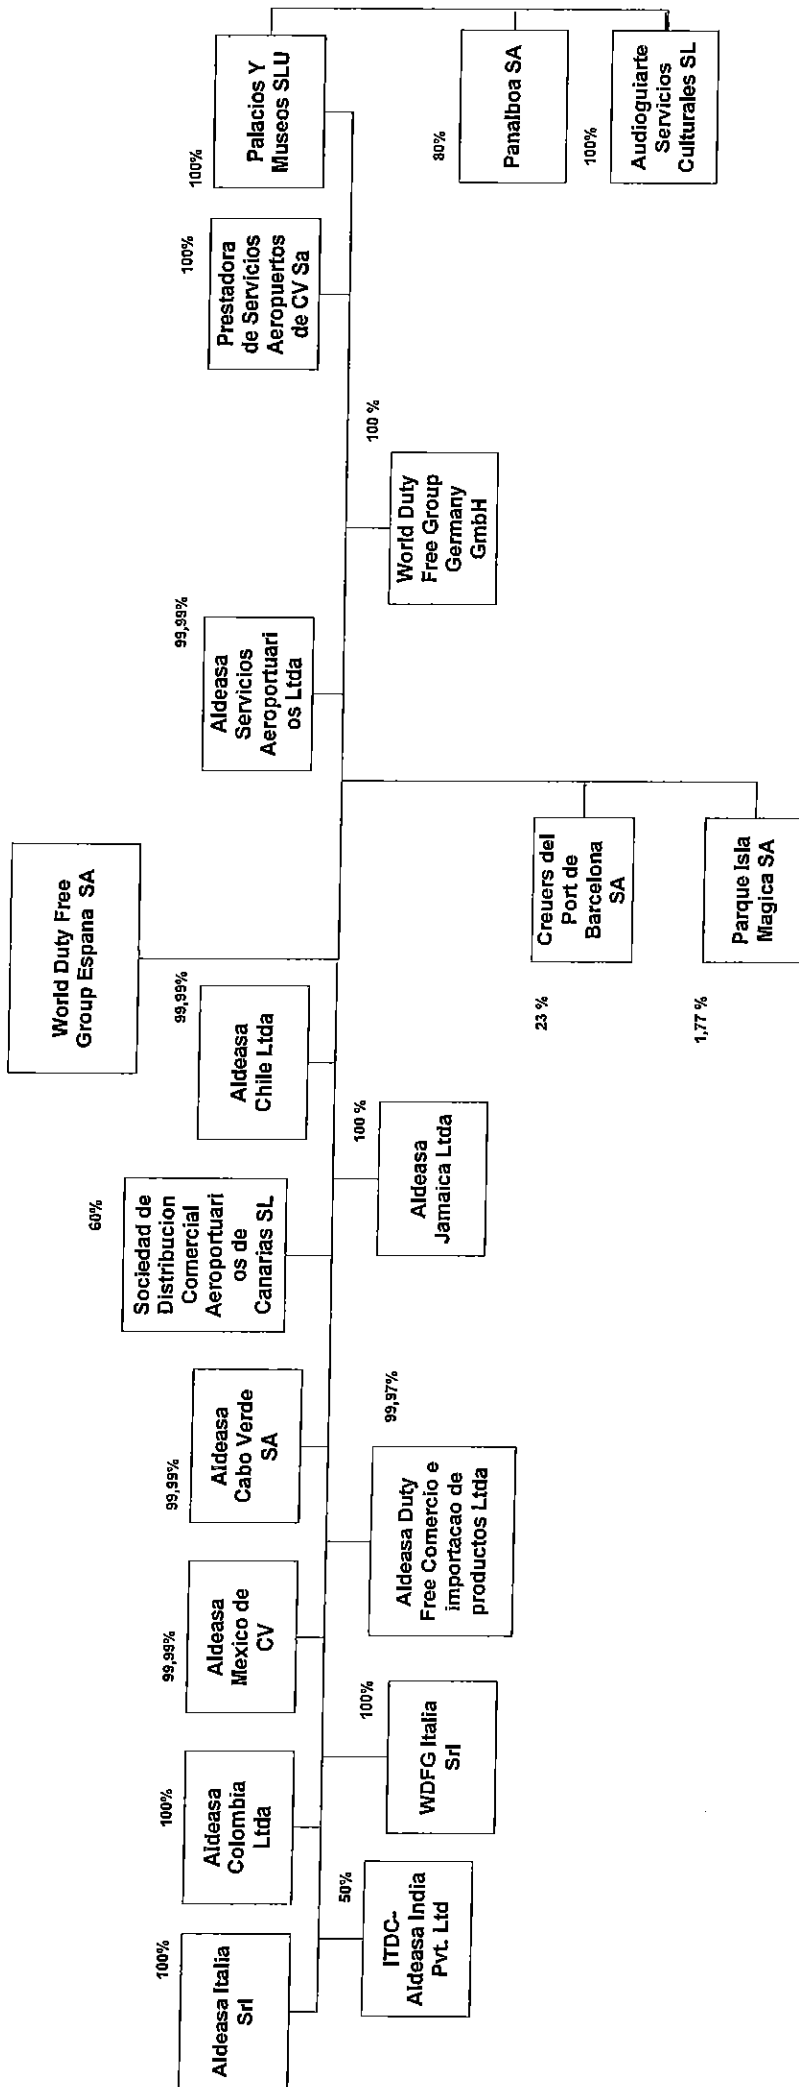 World Duty Free
Group Espana SA
100%
Aldeasa Italia
Srl
100%
Aldeasa
Colombia
Ltda
99,99%
Aldeasa
Mexico de
CV
99,99%
Aldeasa
Cabo Verde
SA
60%
Sociedad de
Distribucion
Comercial
Aeroportuari
os de
Canarias SL
99,99%
Aldeasa
Chile Ltda
99,99%
Aldeasa
Servicios
Aeroportuari
os Ltda
100%
Prestadora
de Servicios
Aeropuertos
de CV Sa
100%
Palacios Y
Museos SLU
50%
ITDC-
Aldeasa India
Pvt. Ltd
100%
WDFG Italia
Srl
99,97%
Aldeasa Duty
Free Comercio e
importacao de
productos Ltda
100 %
Aldeasa
Jamaica Ltda
100 %
World Duty
Free Group
Germany
GmbH
80%
Panalboa SA
100%
Audioguiarte
Servicios
Culturales SL
23 %
Creuers del
Port de
Barcelona
SA
1,77 %
Parque Isla
Magica SA